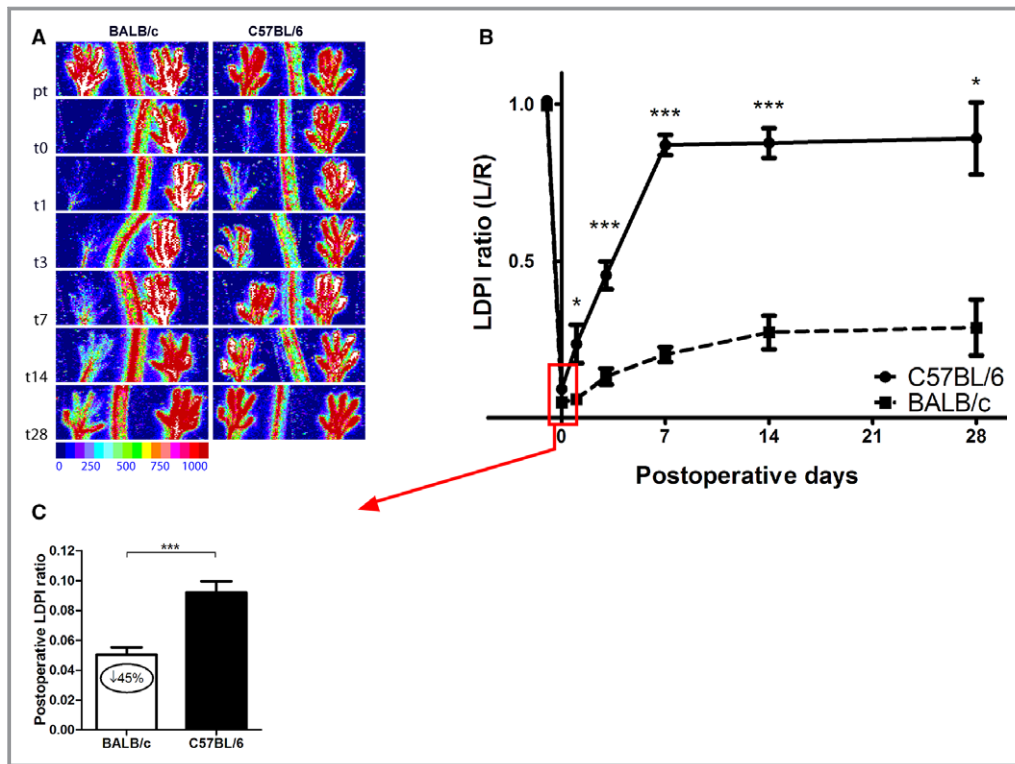 A
BALB/c C57BL/6
pt
t0
t1
t3
t7
t14
t28
0 250 500 750 1000
B
LDPI ratio (L/R)
1.0
0.5
*
***
***
***
*
C57BL/6
BALB/c
0 7 14 21 28
Postoperative days
C
Postoperative LDPI ratio
***
0.12
0.10
0.08
0.06
0.04
0.02
0.00
↓45%
BALB/c C57BL/6